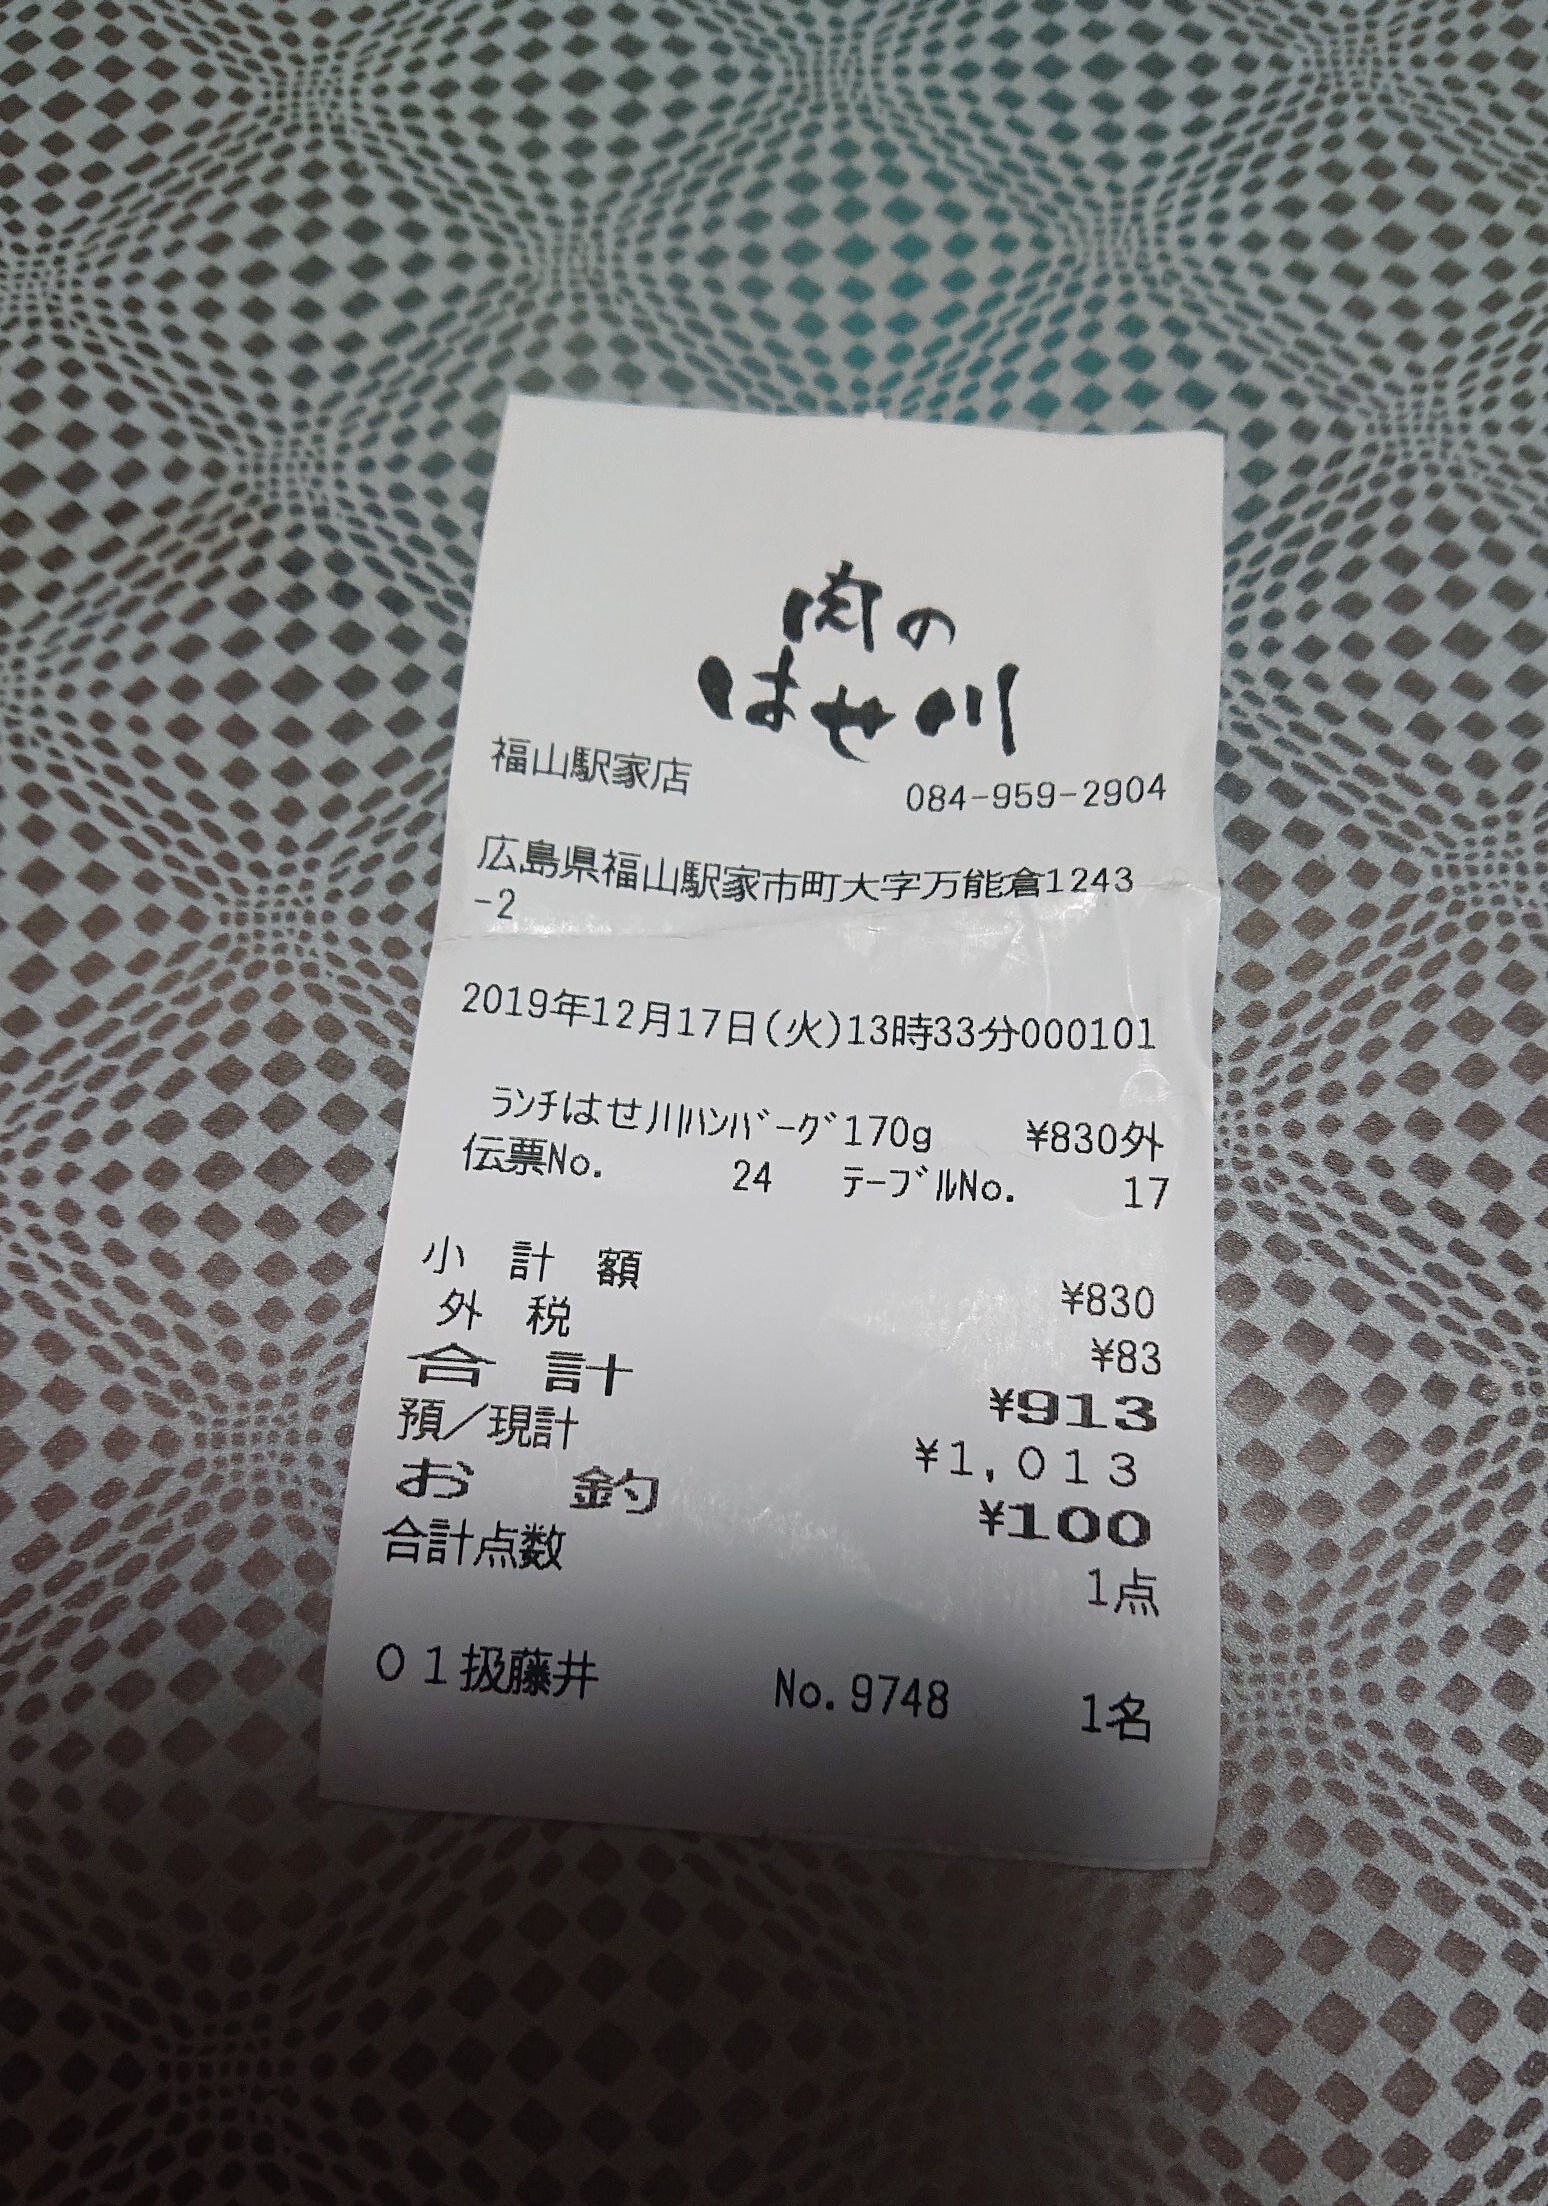 肉の
はせ川
福山駅家店 084-959-2904
広島県福山駅家市町大字万能倉1243
-2
2019年12月17日(火)13時33分000101
ﾗﾝﾁはせ川ﾊﾝﾊﾞｰｸﾞ170g ¥830外
伝票No. 24 ﾃｰﾌﾞﾙNo. 17
小計額 ¥830
外税 ¥83
合計 ¥913
預／現計 ¥1,013
お釣 ¥100
合計点数 1点
01扱藤井 No.9748 1名